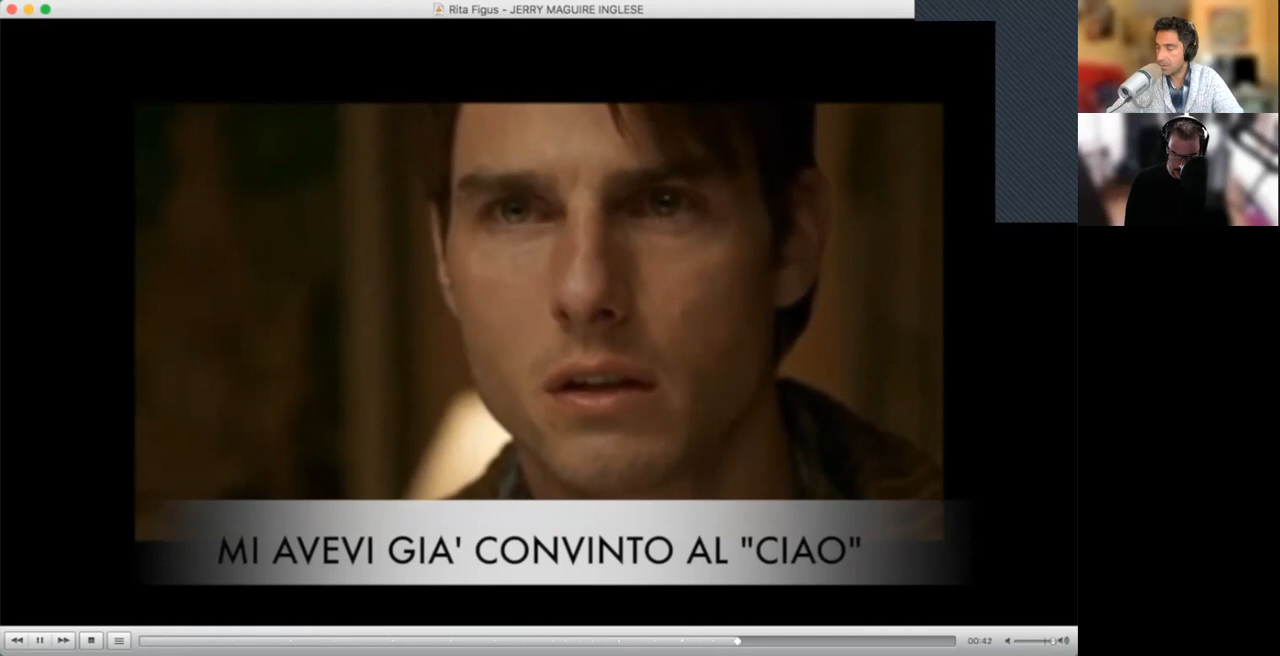 Rita Figus - JERRY MAGUIRE INGLESE
MI AVEVI GIA' CONVINTO AL "CIAO"
00:42